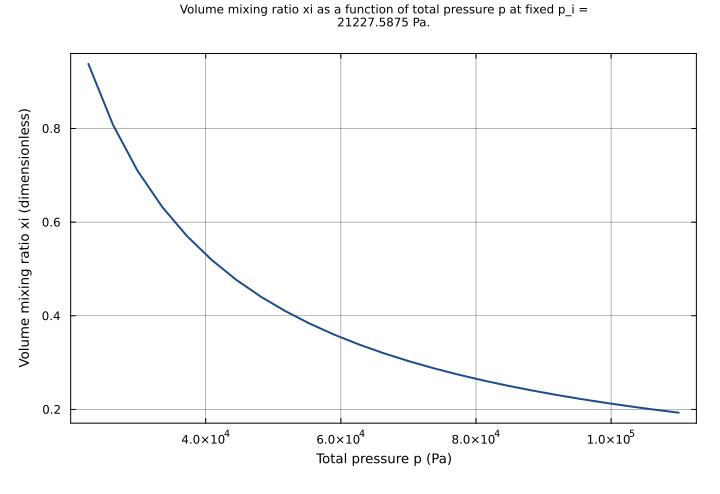 Volume mixing ratio xi as a function of total pressure p at fixed p_i =
21227.5875 Pa.
Volume mixing ratio xi (dimensionless)
0.8
0.6
0.4
0.2
4.0×10⁴
6.0×10⁴
8.0×10⁴
1.0×10⁵
Total pressure p (Pa)